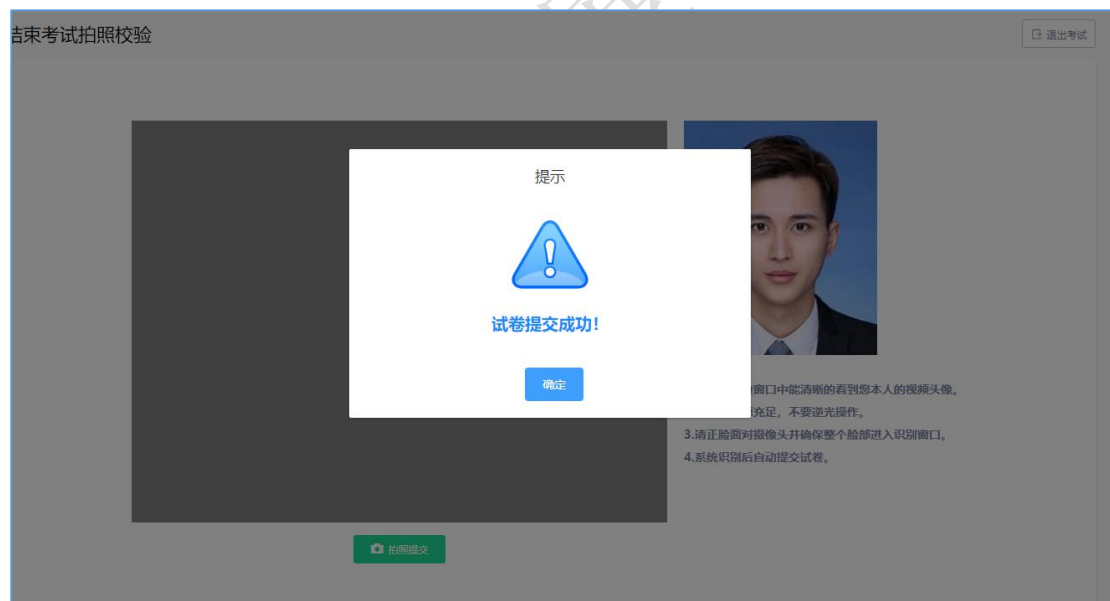 结束考试拍照校验
退出考试
提示
试卷提交成功!
确定
窗口中能清晰的看到您本人的视频头像。
充足，不要逆光操作。
3.请正脸面对摄像头并确保整个脸部进入识别窗口。
4.系统识别后自动提交试卷。
拍照提交